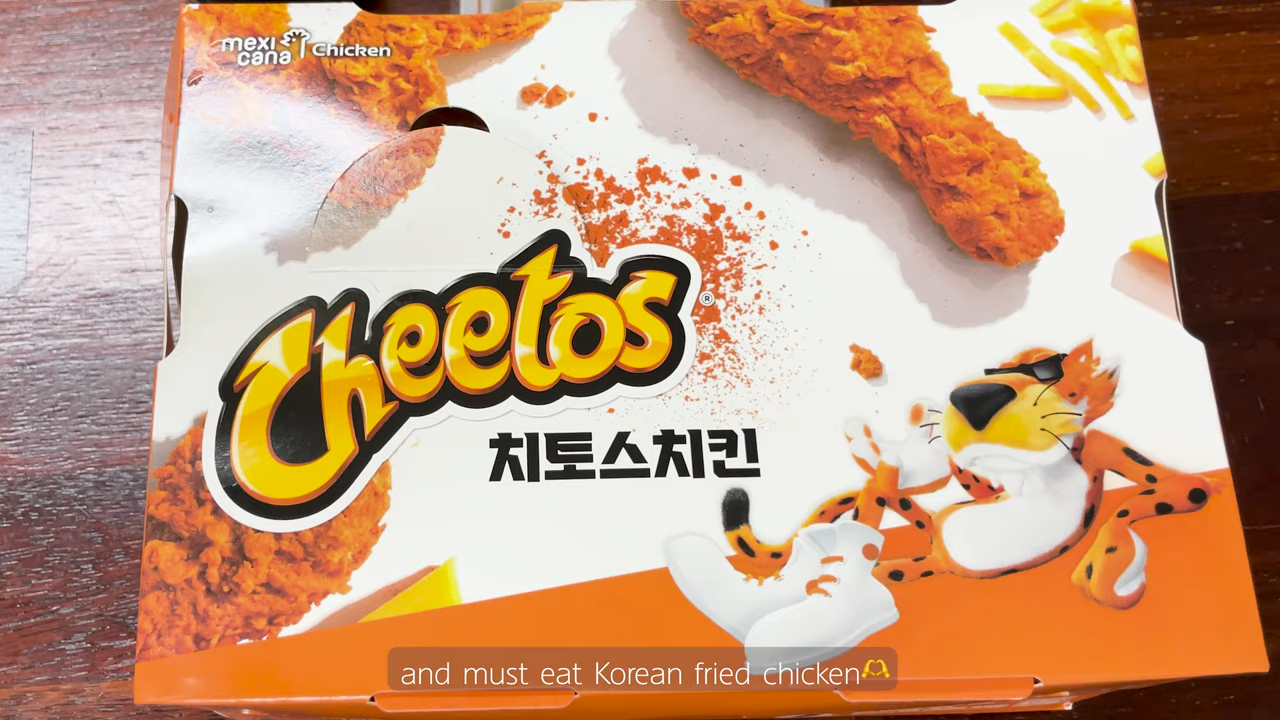 mexi
cana Chicken
Cheetos®
치토스치킨
and must eat Korean fried chicken🫶